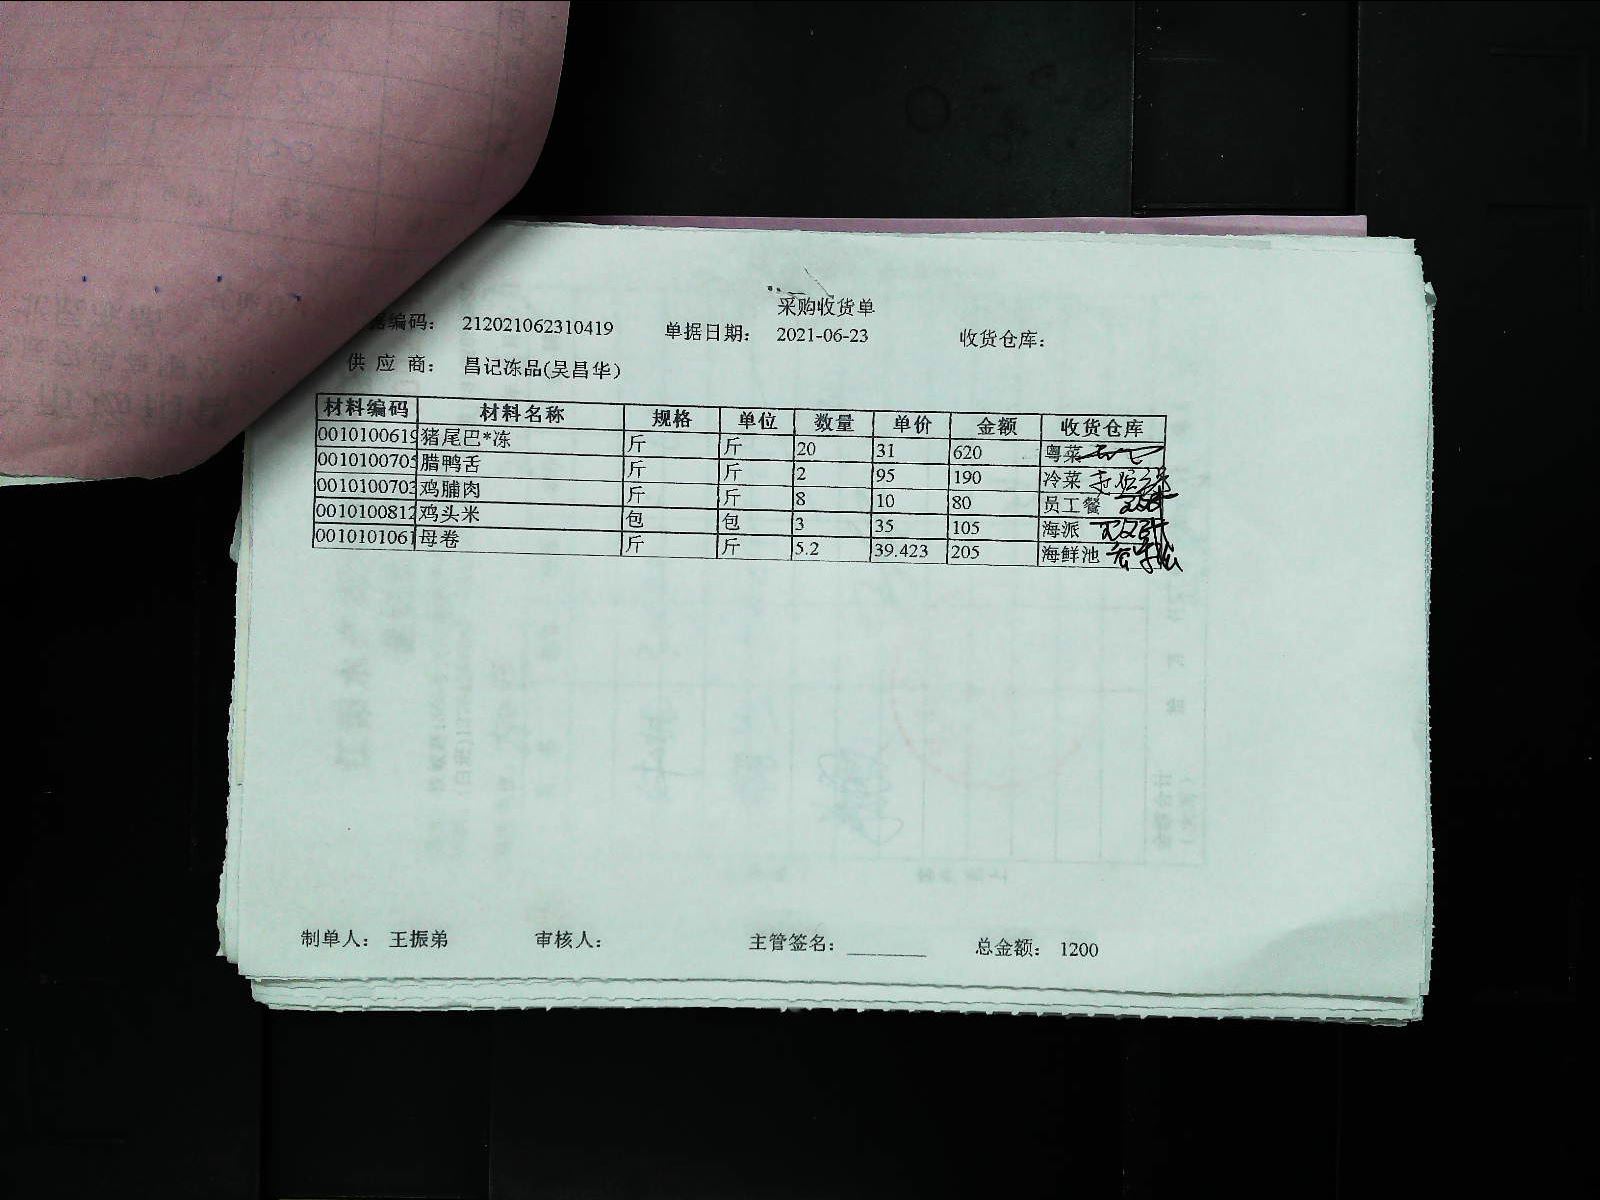 采购收货单
据编码： 212021062310419 单据日期： 2021-06-23 收货仓库：
供 应 商： 昌记冻品(吴昌华)
材料编码 材料名称 规格 单位 数量 单价 金额 收货仓库
0010100619 猪尾巴*冻 斤 斤 20 31 620 粤菜
0010100705 腊鸭舌 斤 斤 2 95 190 冷菜
0010100703 鸡脯肉 斤 斤 8 10 80 员工餐
0010100812 鸡头米 包 包 3 35 105 海派
0010101061 母卷 斤 斤 5.2 39.423 205 海鲜池
制单人： 王振弟 审核人： 主管签名： 总金额： 1200